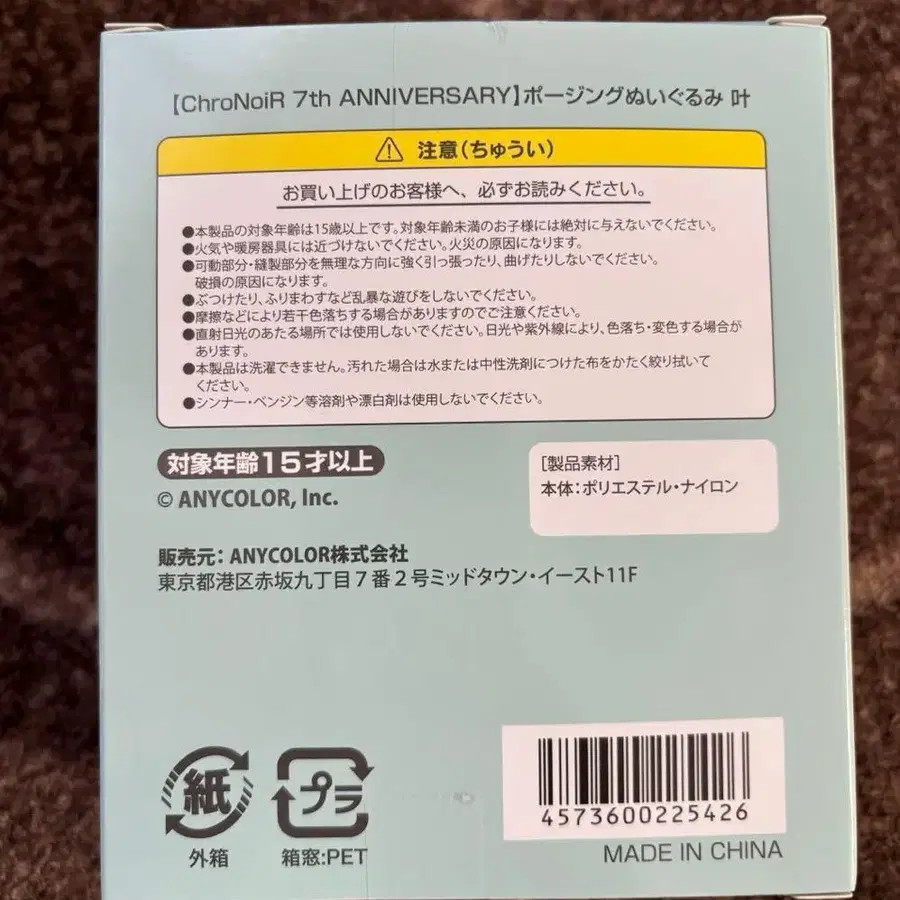 【ChroNoiR 7th ANNIVERSARY】ポージングぬいぐるみ 叶
注意(ちゅうい)
お買い上げのお客様へ、必ずお読みください。
●本製品の対象年齢は15歳以上です。対象年齢未満のお子様には絶対に与えないでください。
●火気や暖房器具には近づけないでください。火災の原因になります。
●可動部分・縫製部分を無理な方向に強く引っ張ったり、曲げたりしないでください。
破損の原因になります。
●ぶつけたり、ふりまわすなど乱暴な遊びをしないでください。
●摩擦などにより若干色落ちする場合がありますのでご注意ください。
●直射日光のあたる場所では使用しないでください。日光や紫外線により、色落ち・変色する場合が
あります。
●本製品は洗濯できません。汚れた場合は水または中性洗剤につけた布をかたく絞り拭いて
ください。
●シンナー・ベンジン等溶剤や漂白剤は使用しないでください。
対象年齢15才以上
© ANYCOLOR, Inc.
[製品素材]
本体:ポリエステル・ナイロン
販売元: ANYCOLOR株式会社
東京都港区赤坂九丁目7番2号ミッドタウン・イースト11F
紙
外箱
プラ
箱窓:PET
4573600225426
MADE IN CHINA